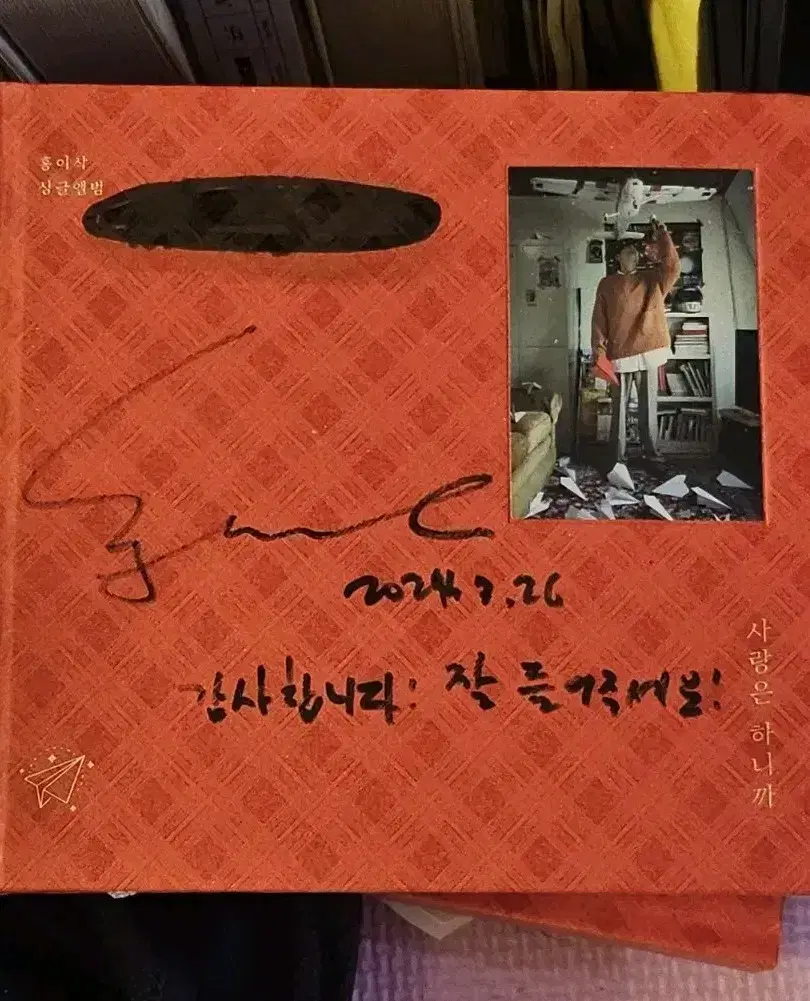 홍이삭
싱글앨범
2024.7.26
감사합니다! 잘 들어주세요!
사랑은 하니까